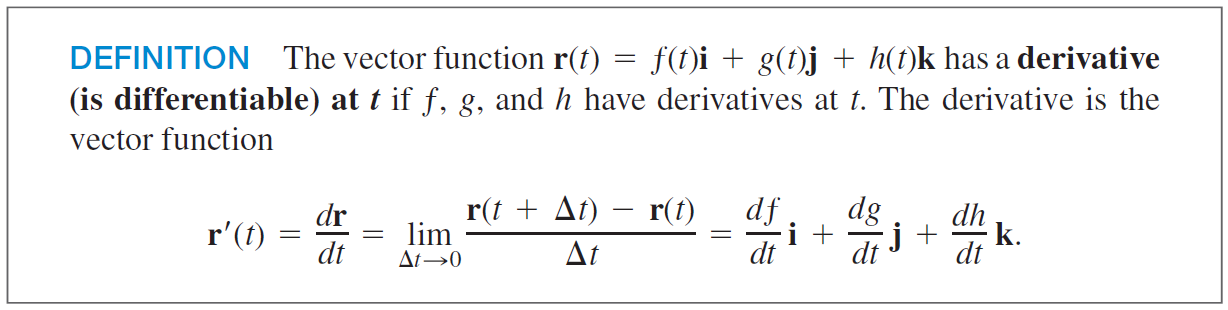 DEFINITION The vector function r(t) = f(t)i + g(t)j + h(t)k has a derivative
(is differentiable) at t if f, g, and h have derivatives at t. The derivative is the
vector function
r′(t) = dr/dt = lim Δt→0 r(t + Δt) − r(t)/Δt = df/dt i + dg/dt j + dh/dt k.